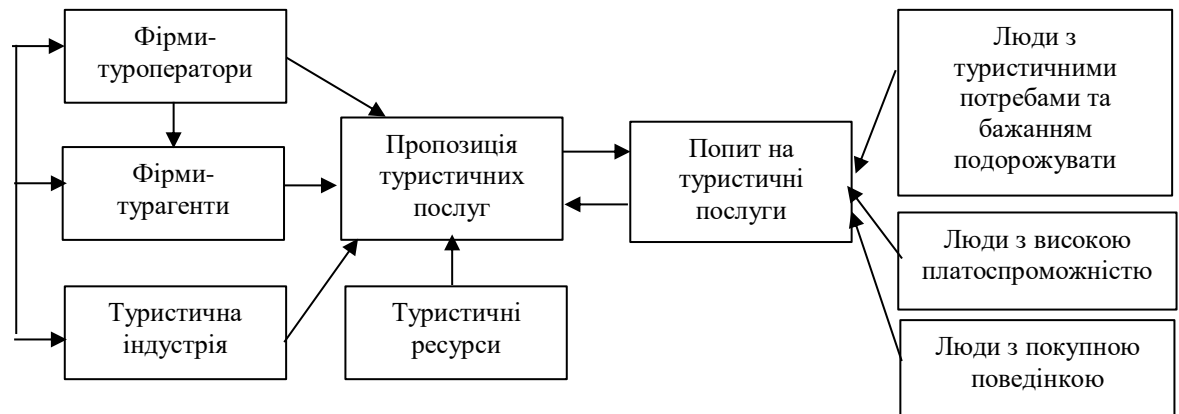 Фірми-
туроператори
Фірми-
турагенти
Туристична
індустрія
Пропозиція
туристичних
послуг
Туристичні
ресурси
Попит на
туристичні
послуги
Люди з
туристичними
потребами та
бажанням
подорожувати
Люди з високою
платоспроможністю
Люди з покупною
поведінкою